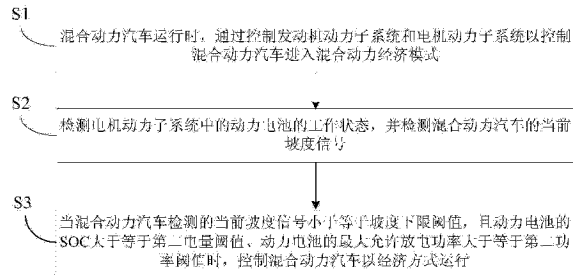 S1
混合动力汽车运行时，通过控制发动机动力子系统和电机动力子系统以控制
混合动力汽车进入混合动力经济模式
S2
检测电机动力子系统中的动力电池的工作状态，并检测混合动力汽车的当前
坡度信号
S3
当混合动力汽车检测的当前坡度信号小于等于坡度下限阈值，且动力电池的
SOC大于等于第二电量阈值、动力电池的最大允许放电功率大于等于第二功
率阈值时，控制混合动力汽车以经济方式运行